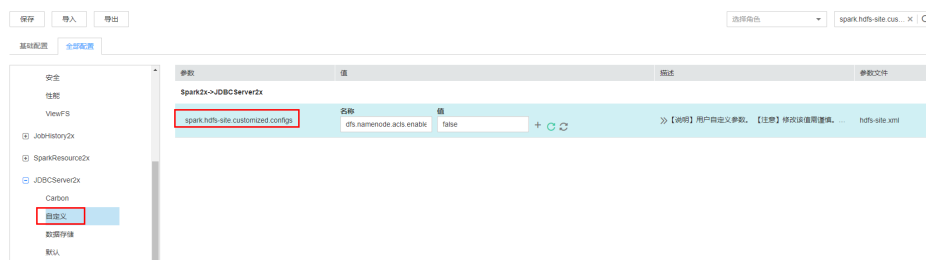 保存 导入 导出 选择角色 spark.hdfs-site.cus...
基础配置 全部配置
参数 值 描述 参数文件
安全
性能
ViewFS
JobHistory2x
SparkResource2x
JDBCServer2x
Carbon
自定义
数据存储
默认
Spark2x->JDBCServer2x
名称 值
spark.hdfs-site.customized.configs dfs.namenode.acls.enable false 【说明】用户自定义参数。 【注意】修改该值需谨慎。... hdfs-site.xml